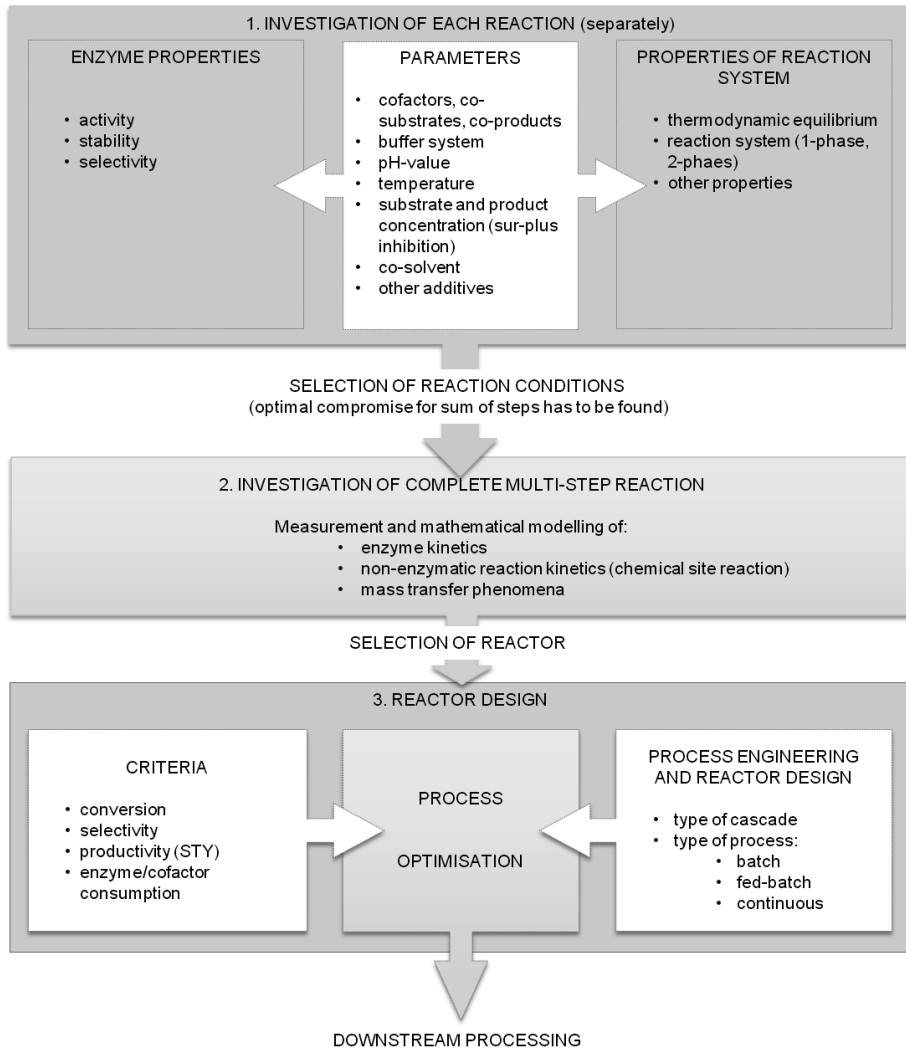 1. INVESTIGATION OF EACH REACTION (separately)
ENZYME PROPERTIES
• activity
• stability
• selectivity
PARAMETERS
• cofactors, co-
substrates, co-products
• buffer system
• pH-value
• temperature
• substrate and product
concentration (sur-plus
inhibition)
• co-solvent
• other additives
PROPERTIES OF REACTION
SYSTEM
• thermodynamic equilibrium
• reaction system (1-phase,
2-phaes)
• other properties
SELECTION OF REACTION CONDITIONS
(optimal compromise for sum of steps has to be found)
2. INVESTIGATION OF COMPLETE MULTI-STEP REACTION
Measurement and mathematical modelling of:
• enzyme kinetics
• non-enzymatic reaction kinetics (chemical site reaction)
• mass transfer phenomena
SELECTION OF REACTOR
3. REACTOR DESIGN
CRITERIA
• conversion
• selectivity
• productivity (STY)
• enzyme/cofactor
consumption
PROCESS
OPTIMISATION
PROCESS ENGINEERING
AND REACTOR DESIGN
• type of cascade
• type of process:
• batch
• fed-batch
• continuous
DOWNSTREAM PROCESSING